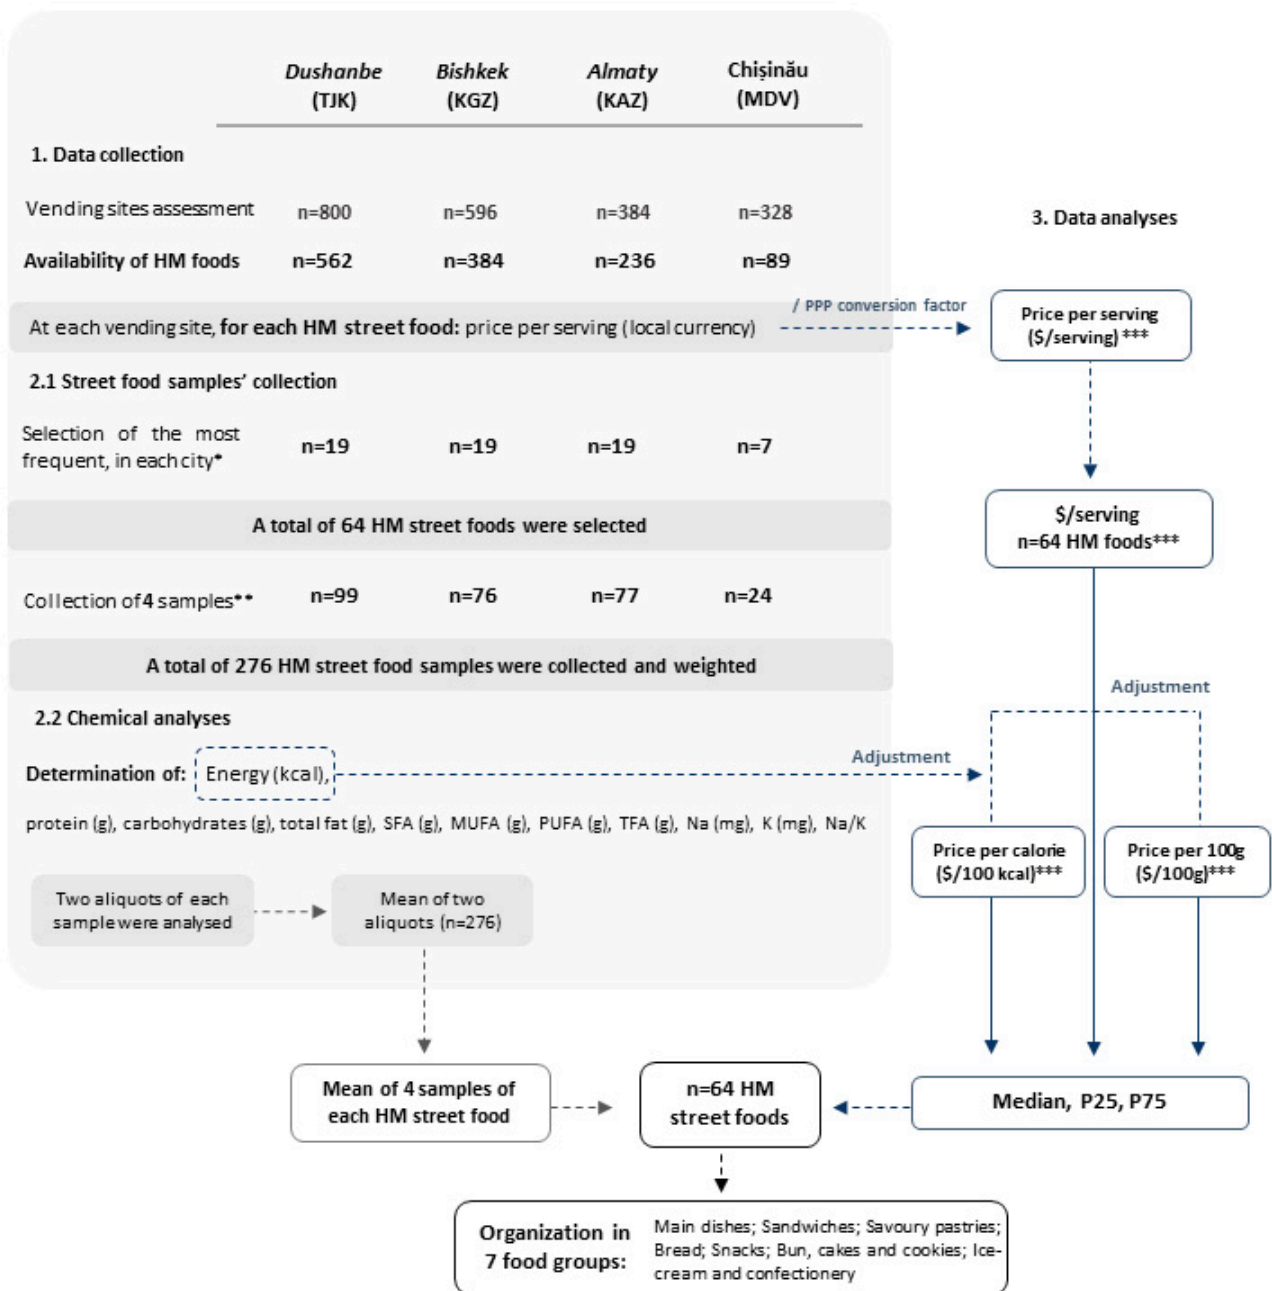 Dushanbe Bishkek Almaty Chișinău
(TJK) (KGZ) (KAZ) (MDV)
1. Data collection
Vending sites assessment n=800 n=596 n=384 n=328
3. Data analyses
Availability of HM foods n=562 n=384 n=236 n=89
/ PPP conversion factor
At each vending site, for each HM street food: price per serving (local currency)
Price per serving
($/serving) ***
2.1 Street food samples’ collection
Selection of the most
frequent, in each city* n=19 n=19 n=19 n=7
A total of 64 HM street foods were selected
$/serving
n=64 HM foods***
Collection of 4 samples** n=99 n=76 n=77 n=24
A total of 276 HM street food samples were collected and weighted
Adjustment
2.2 Chemical analyses
Determination of: Energy (kcal),
Adjustment
protein (g), carbohydrates (g), total fat (g), SFA (g), MUFA (g), PUFA (g), TFA (g), Na (mg), K (mg), Na/K
Price per calorie
($/100 kcal)***
Price per 100g
($/100g)***
Two aliquots of each
sample were analysed
Mean of two
aliquots (n=276)
Mean of 4 samples of
each HM street food
n=64 HM
street foods
Median, P25, P75
Organization in
7 food groups:
Main dishes; Sandwiches; Savoury pastries;
Bread; Snacks; Bun, cakes and cookies; Ice-
cream and confectionery